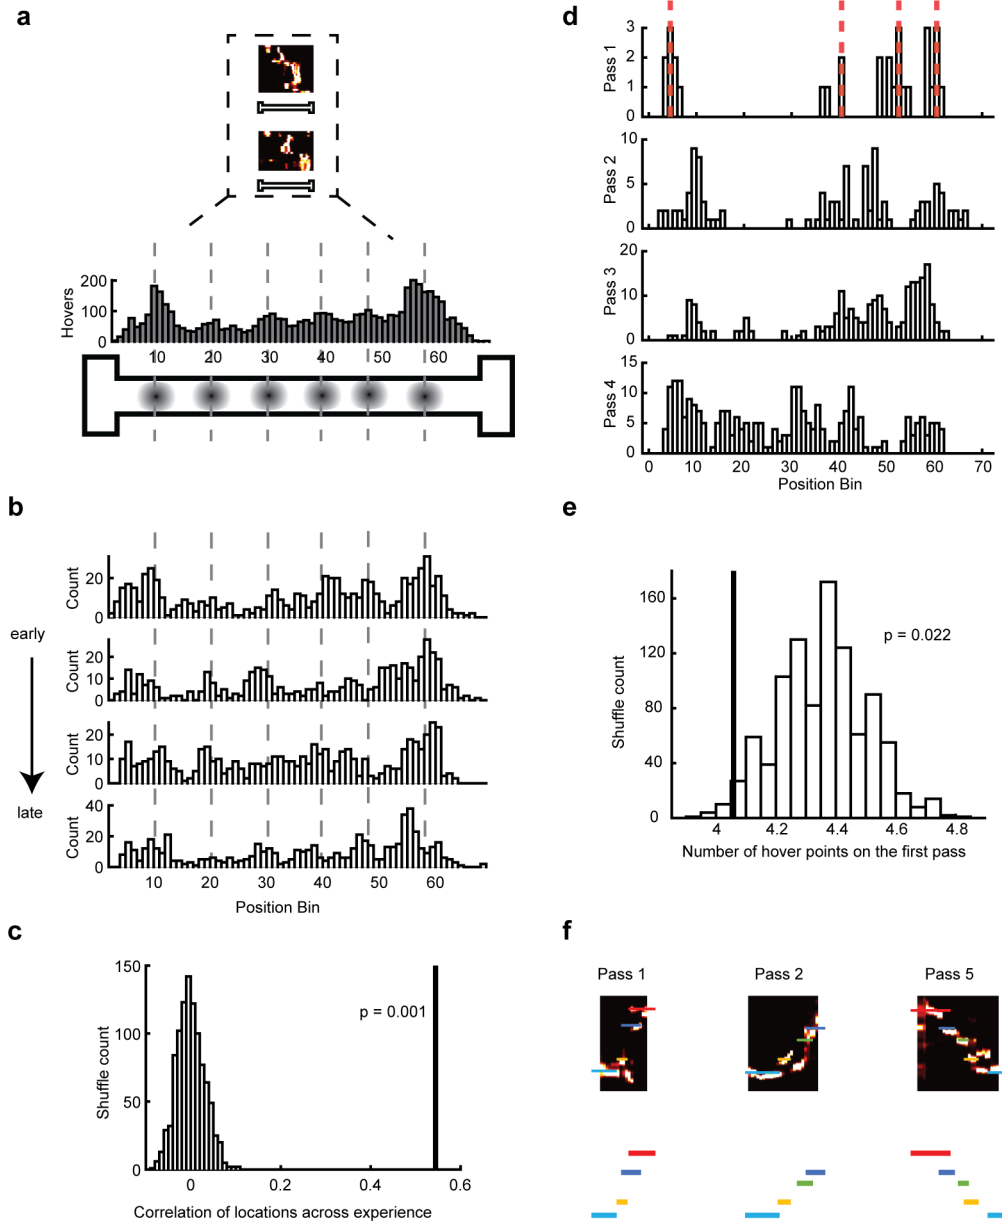 a
Hovers
200
100
0
10 20 30 40 50 60
b
early
late
Count
20
0
Count
20
10
0
Count
20
10
0
Count
40
20
0
10 20 30 40 50 60
Position Bin
c
Shuffle count
150
100
50
0
p = 0.001
0 0.2 0.4 0.6
Correlation of locations across experience
d
Pass 1
3
2
1
0
Pass 2
10
5
0
Pass 3
20
10
0
Pass 4
15
10
5
0
0 10 20 30 40 50 60 70
Position Bin
e
Shuffle count
160
120
80
40
0
p = 0.022
4 4.2 4.4 4.6 4.8
Number of hover points on the first pass
f
Pass 1 Pass 2 Pass 5